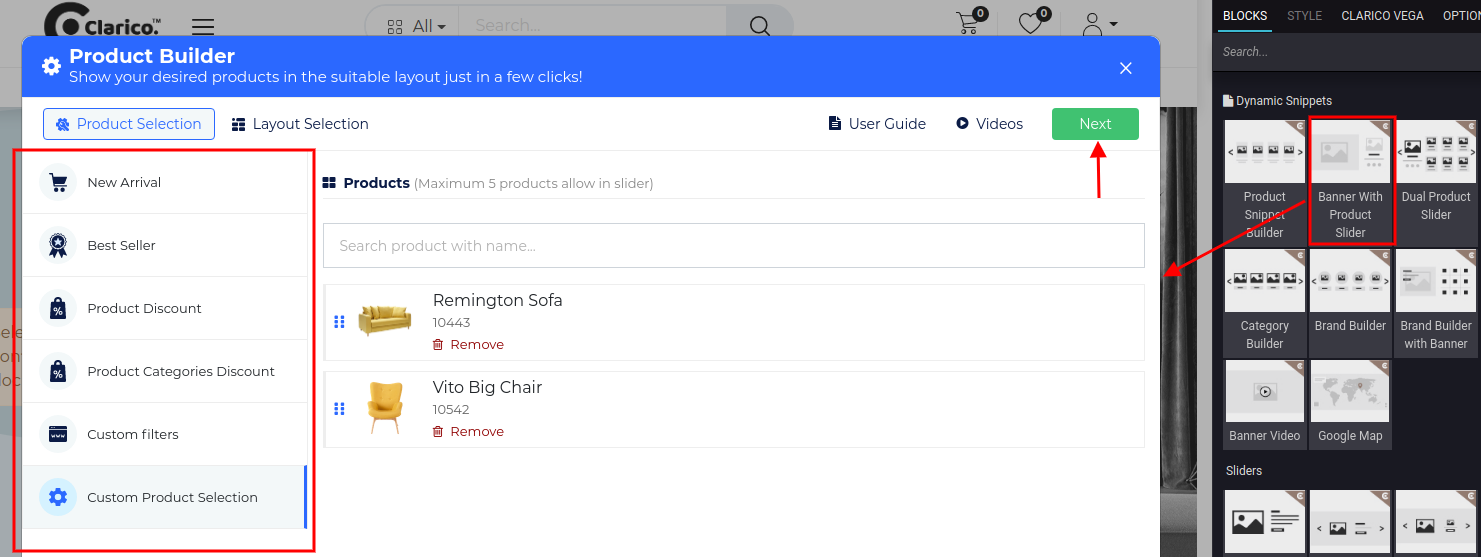 Clarico.™
All
Search...
0
0
BLOCKS
STYLE
CLARICO VEGA
OPTION
Product Builder
Show your desired products in the suitable layout just in a few clicks!
Search...
Product Selection
Layout Selection
User Guide
Videos
Next
New Arrival
Best Seller
Product Discount
Product Categories Discount
Custom filters
Custom Product Selection
Products (Maximum 5 products allow in slider)
Search product with name...
Remington Sofa
10443
Remove
Vito Big Chair
10542
Remove
Dynamic Snippets
Product
Snippet
Builder
Banner With
Product
Slider
Dual Product
Slider
Category
Builder
Brand Builder
Brand Builder
with Banner
Banner Video
Google Map
Sliders